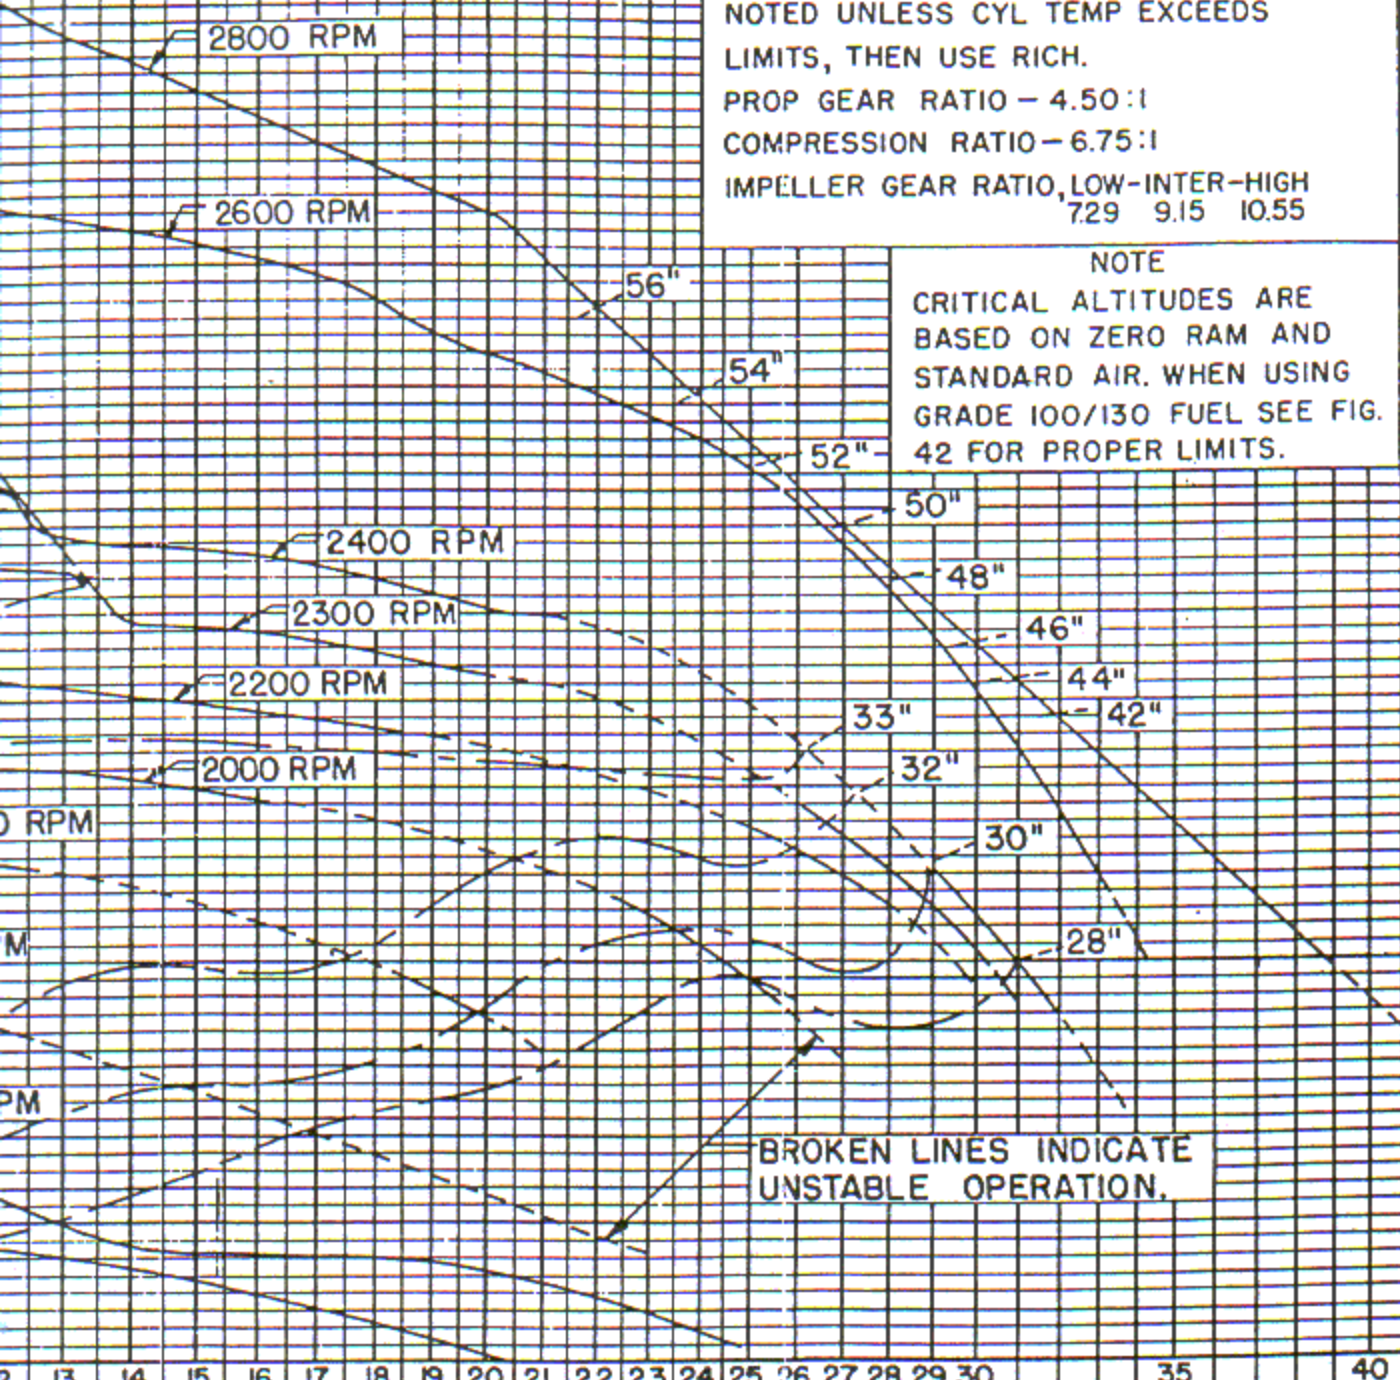 NOTED UNLESS CYL TEMP EXCEEDS
LIMITS, THEN USE RICH.
PROP GEAR RATIO – 4.50:1
COMPRESSION RATIO – 6.75:1
IMPELLER GEAR RATIO, LOW-INTER-HIGH
7.29 9.15 10.55
NOTE
CRITICAL ALTITUDES ARE
BASED ON ZERO RAM AND
STANDARD AIR. WHEN USING
GRADE 100/130 FUEL SEE FIG.
42 FOR PROPER LIMITS.
2800 RPM
2600 RPM
56"
54"
52"
50"
2400 RPM
48"
2300 RPM
46"
2200 RPM
44"
42"
33"
2000 RPM
32"
0 RPM
30"
M
28"
PM
BROKEN LINES INDICATE
UNSTABLE OPERATION.
2 13 14 15 16 17 18 19 20 21 22 23 24 25 26 27 28 29 30 35 40